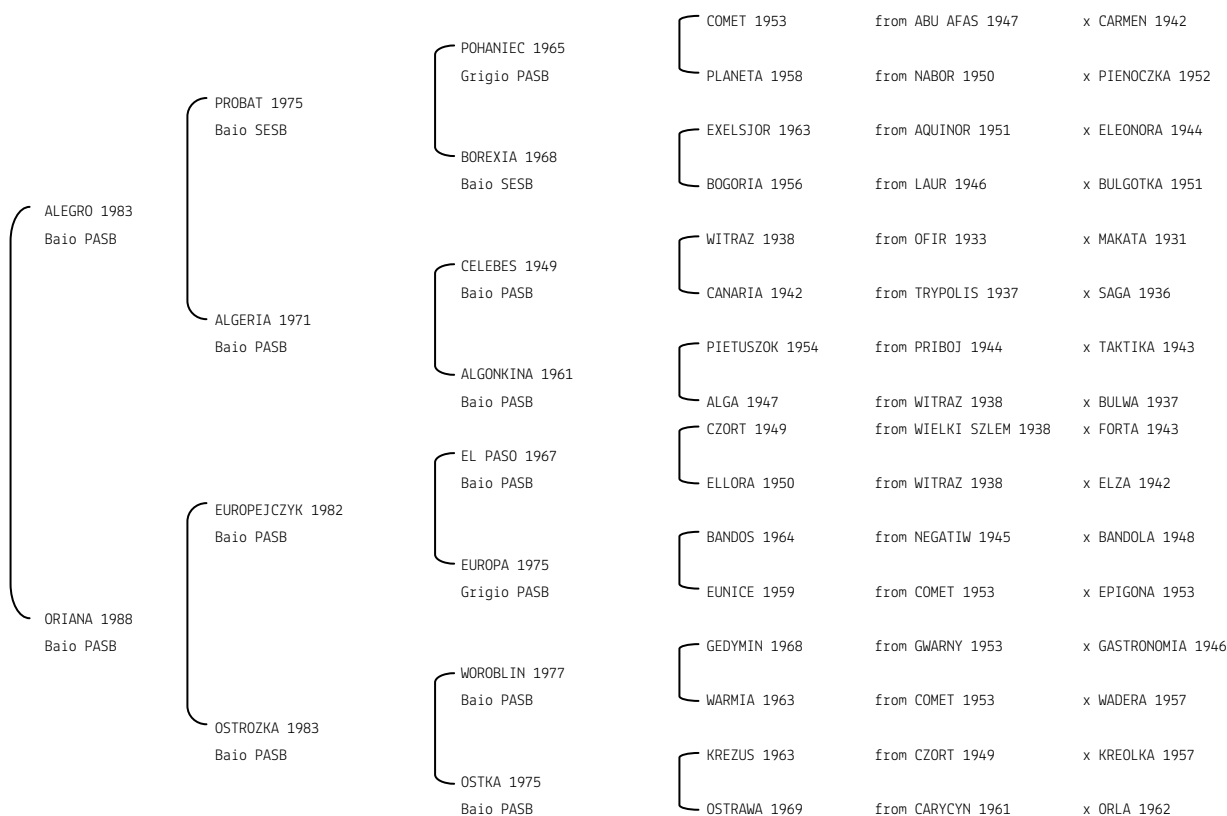 COMET 1953 from ABU AFAS 1947 x CARMEN 1942
POHANIEC 1965
Grigio PASB PLANETA 1958 from NABOR 1950 x PIENOCZKA 1952
PROBAT 1975
Baio SESB EXELSJOR 1963 from AQUINOR 1951 x ELEONORA 1944
BOREXIA 1968
Baio SESB BOGORIA 1956 from LAUR 1946 x BULGOTKA 1951
ALEGRO 1983
Baio PASB WITRAZ 1938 from OFIR 1933 x MAKATA 1931
CELEBES 1949
Baio PASB CANARIA 1942 from TRYPOLIS 1937 x SAGA 1936
ALGERIA 1971
Baio PASB PIETUSZOK 1954 from PRIBOJ 1944 x TAKTIKA 1943
ALGONKINA 1961
Baio PASB ALGA 1947 from WITRAZ 1938 x BULWA 1937
CZORT 1949 from WIELKI SZLEM 1938 x FORTA 1943
EL PASO 1967
Baio PASB ELLORA 1950 from WITRAZ 1938 x ELZA 1942
EUROPEJCZYK 1982
Baio PASB BANDOS 1964 from NEGATIW 1945 x BANDOLA 1948
EUROPA 1975
Grigio PASB EUNICE 1959 from COMET 1953 x EPIGONA 1953
ORIANA 1988
Baio PASB GEDYMIN 1968 from GWARNY 1953 x GASTRONOMIA 1946
WOROBLIN 1977
Baio PASB WARMIA 1963 from COMET 1953 x WADERA 1957
OSTROZKA 1983
Baio PASB KREZUS 1963 from CZORT 1949 x KREOLKA 1957
OSTKA 1975
Baio PASB OSTRAWA 1969 from CARYCYN 1961 x ORLA 1962